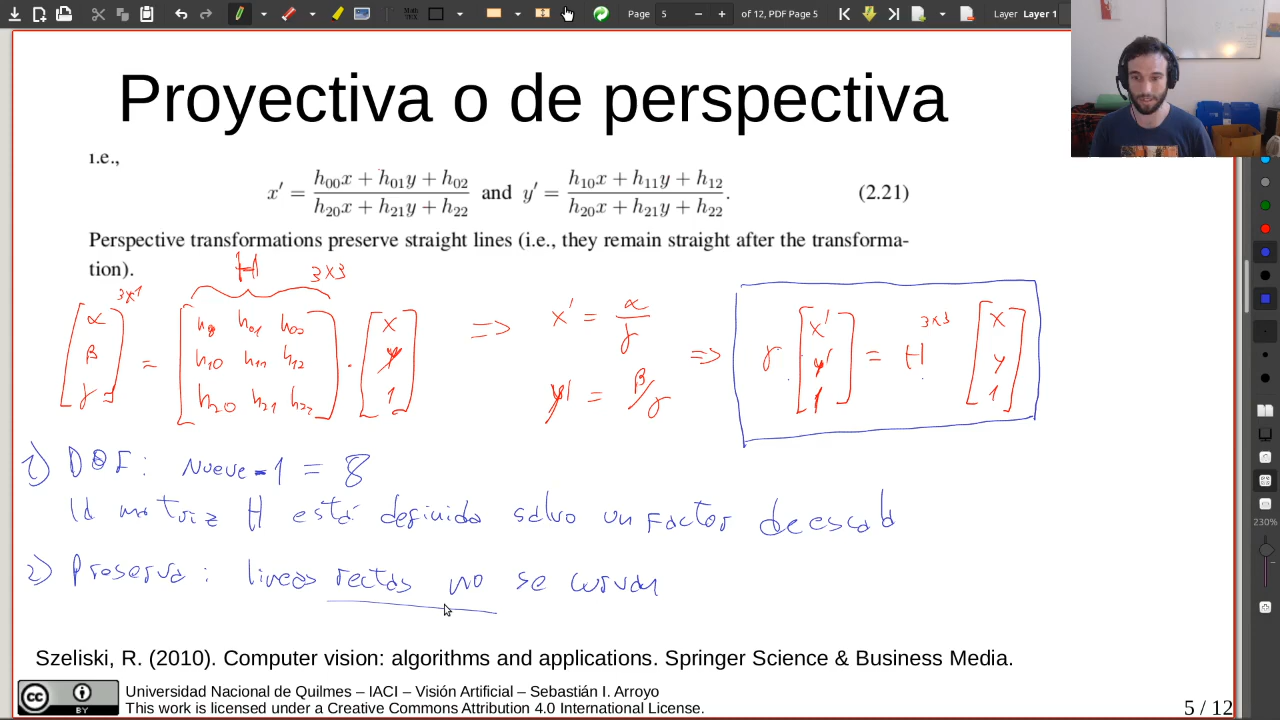 Page 5 − + of 12, PDF Page 5 Layer Layer 1
Proyectiva o de perspectiva
i.e.,
x′ = (h₀₀x + h₀₁y + h₀₂)/(h₂₀x + h₂₁y + h₂₂) and y′ = (h₁₀x + h₁₁y + h₁₂)/(h₂₀x + h₂₁y + h₂₂). (2.21)
Perspective transformations preserve straight lines (i.e., they remain straight after the transforma-
tion).
H 3x3
3x1
[α β γ] = [h₀₁ h₀₀ h₁₀ h₁₁ h₁₂ h₂₀ h₂₁ h₂₂] · [x y 1] => x' = α/γ y' = β/γ => γ [x' y' 1] = H 3x3 [x y 1]
1) DOF: Nueve - 1 = 8
la matriz H está definida salvo un factor de escala
2) Preserva: líneas rectas no se curvan
Szeliski, R. (2010). Computer vision: algorithms and applications. Springer Science & Business Media.
cc BY
Universidad Nacional de Quilmes – IACI – Visión Artificial – Sebastián I. Arroyo
This work is licensed under a Creative Commons Attribution 4.0 International License.
5 / 12
230%